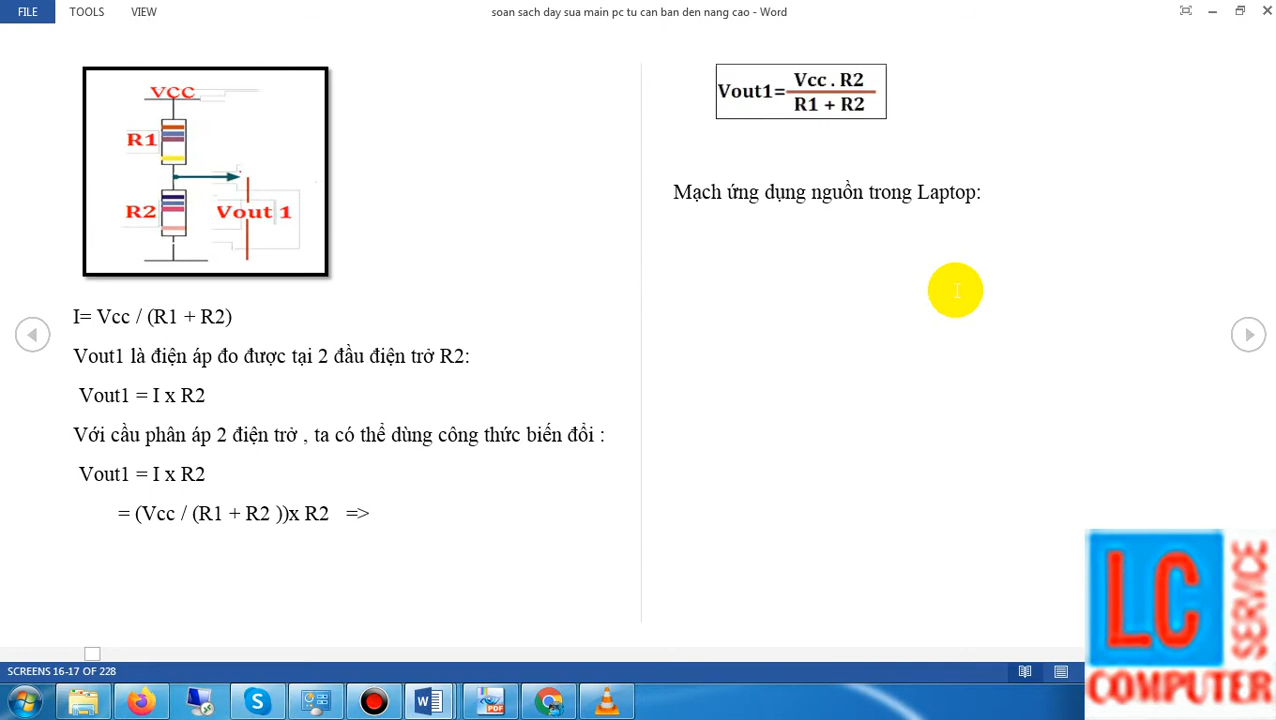 FILE
TOOLS
VIEW
soan sach day sua main pc tu can ban den nang cao - Word
VCC
R1
R2
Vout 1
I= Vcc / (R1 + R2)
Vout1 là điện áp đo được tại 2 đầu điện trở R2:
Vout1 = I x R2
Với cầu phân áp 2 điện trở , ta có thể dùng công thức biến đổi :
Vout1 = I x R2
= (Vcc / (R1 + R2 ))x R2 =>
Vout1= Vcc . R2
R1 + R2
Mạch ứng dụng nguồn trong Laptop:
LC
SERVICE
COMPUTER
SCREENS 16-17 OF 228
PDF